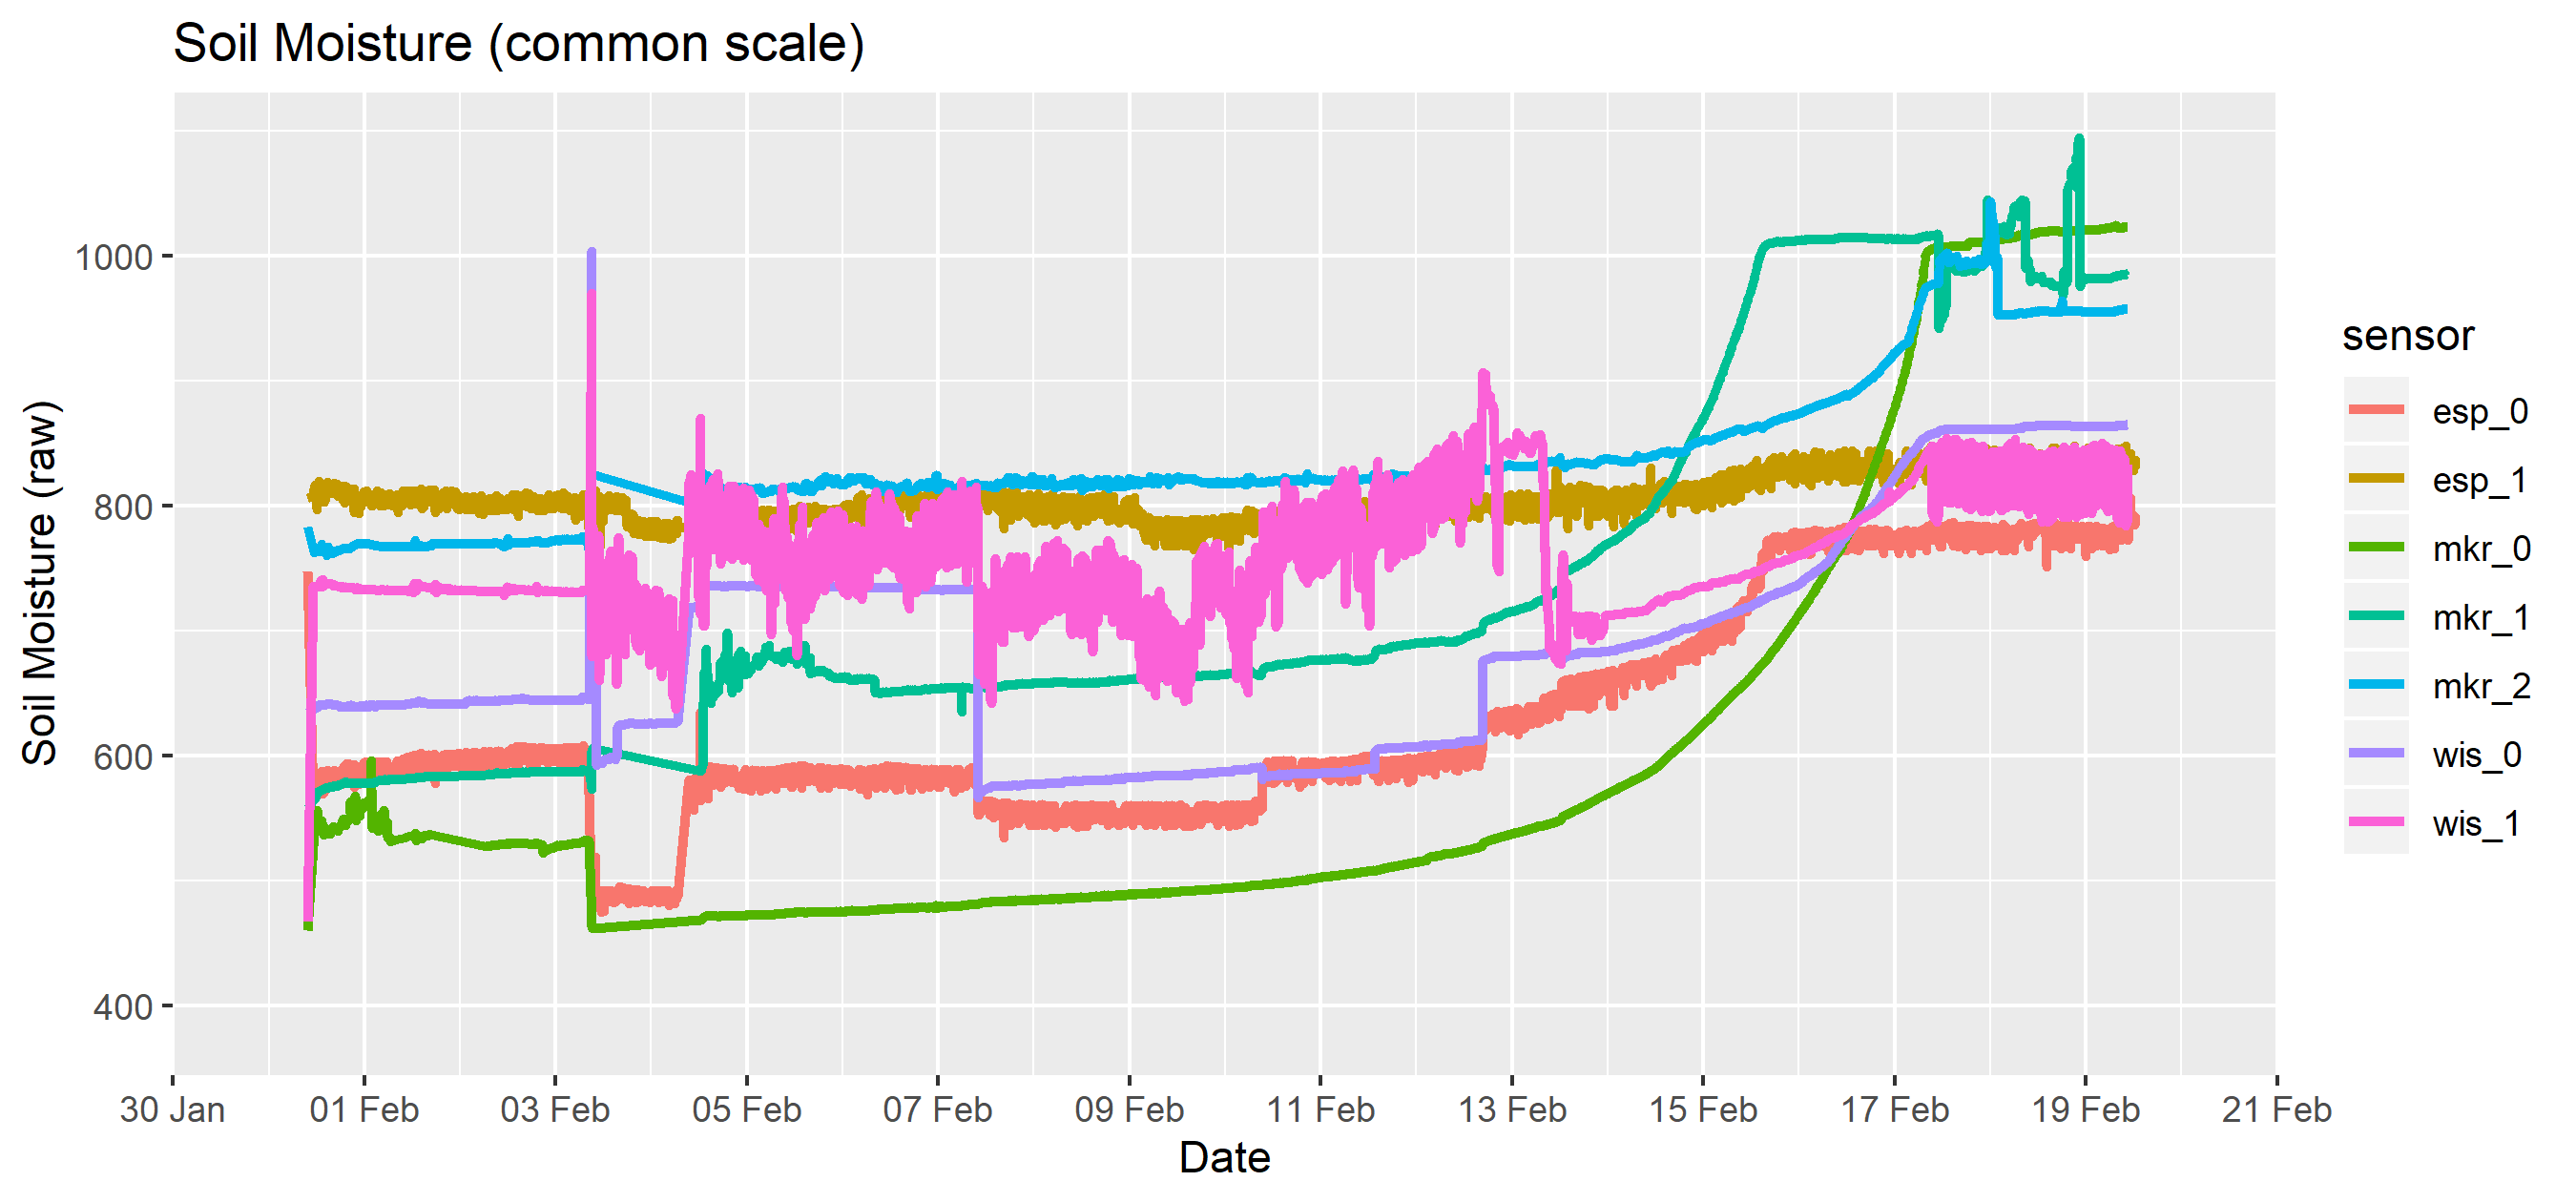 Soil Moisture (common scale)
Soil Moisture (raw)
1000
800
600
400
30 Jan
01 Feb
03 Feb
05 Feb
07 Feb
09 Feb
11 Feb
13 Feb
15 Feb
17 Feb
19 Feb
21 Feb
Date
sensor
esp_0
esp_1
mkr_0
mkr_1
mkr_2
wis_0
wis_1